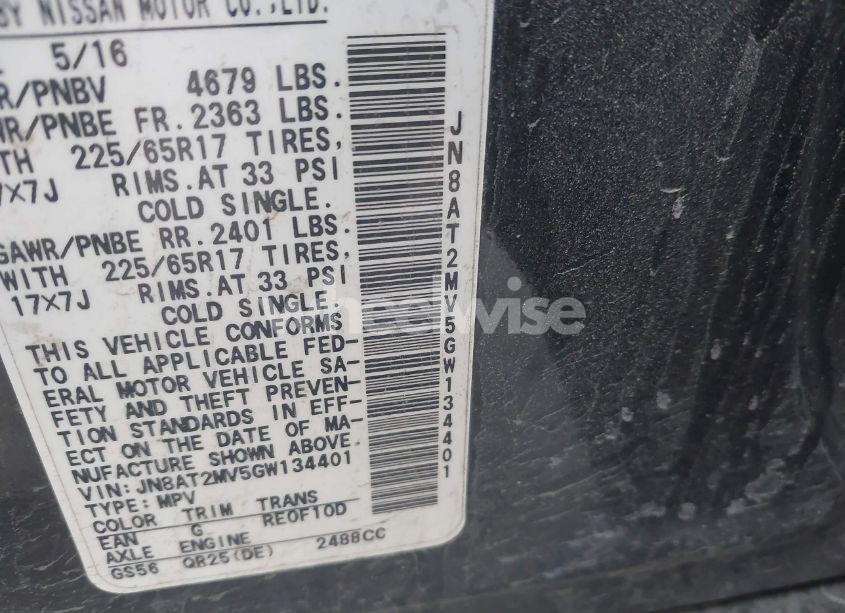 BY NISSAN MOTOR CO.,LTD.
5/16
R/PNBV 4679 LBS.
WR/PNBE FR.2363 LBS.
TH 225/65R17 TIRES,
7X7J RIMS.AT 33 PSI
COLD SINGLE.
GAWR/PNBE RR.2401 LBS.
WITH 225/65R17 TIRES,
17X7J RIMS.AT 33 PSI
COLD SINGLE.
THIS VEHICLE CONFORMS
TO ALL APPLICABLE FED-
ERAL MOTOR VEHICLE SA-
FETY AND THEFT PREVEN-
TION STANDARDS IN EFF-
ECT ON THE DATE OF MA-
NUFACTURE SHOWN ABOVE.
VIN:JN8AT2MV5GW134401
TYPE:MPV
COLOR TRIM TRANS
EAN G RE0F10D
AXLE ENGINE
GS56 QR25(DE) 2488CC
JN8AT2MV5GW134401